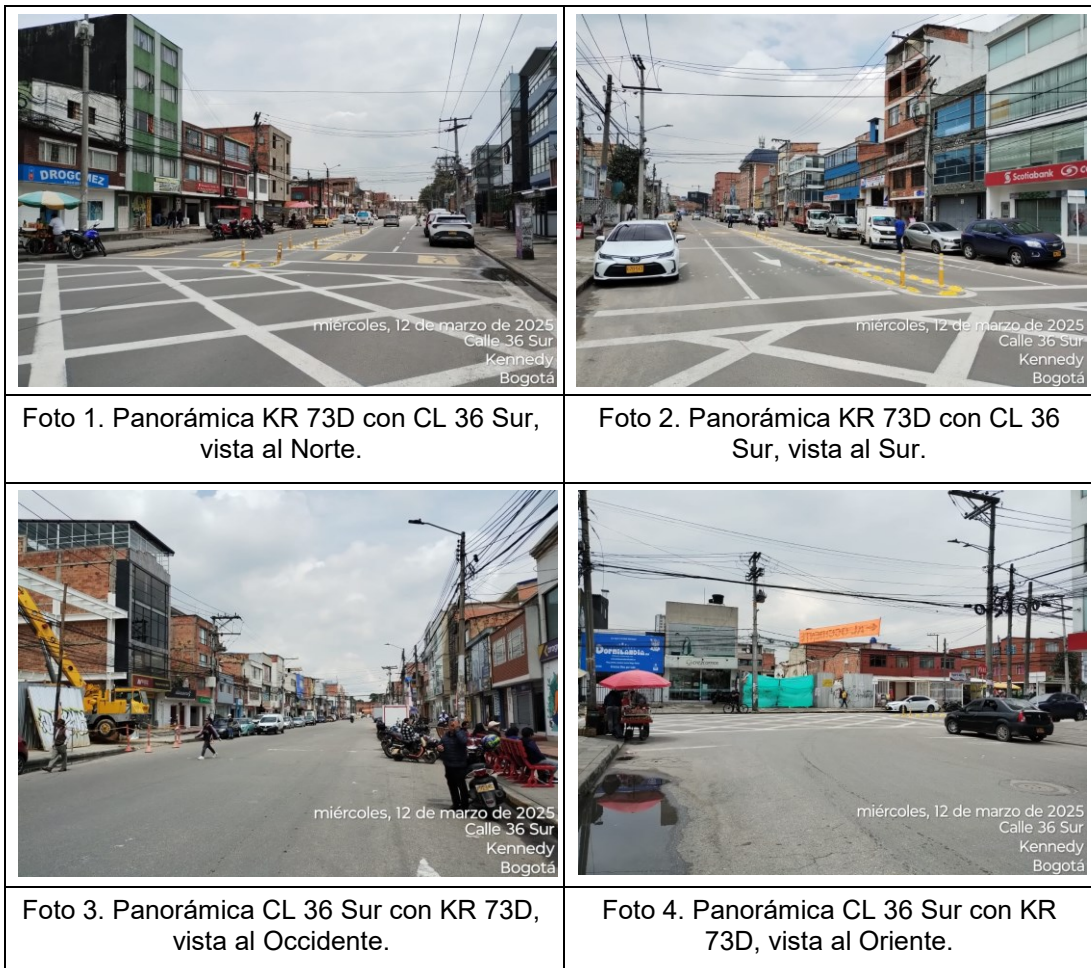 DROGOMEZ
miércoles, 12 de marzo de 2025
Calle 36 Sur
Kennedy
Bogotá
Scotiabank
miércoles, 12 de marzo de 2025
Calle 36 Sur
Kennedy
Bogotá
Foto 1. Panorámica KR 73D con CL 36 Sur,
vista al Norte.
Foto 2. Panorámica KR 73D con CL 36
Sur, vista al Sur.
miércoles, 12 de marzo de 2025
Calle 36 Sur
Kennedy
Bogotá
miércoles, 12 de marzo de 2025
Calle 36 Sur
Kennedy
Bogotá
Foto 3. Panorámica CL 36 Sur con KR 73D,
vista al Occidente.
Foto 4. Panorámica CL 36 Sur con KR
73D, vista al Oriente.